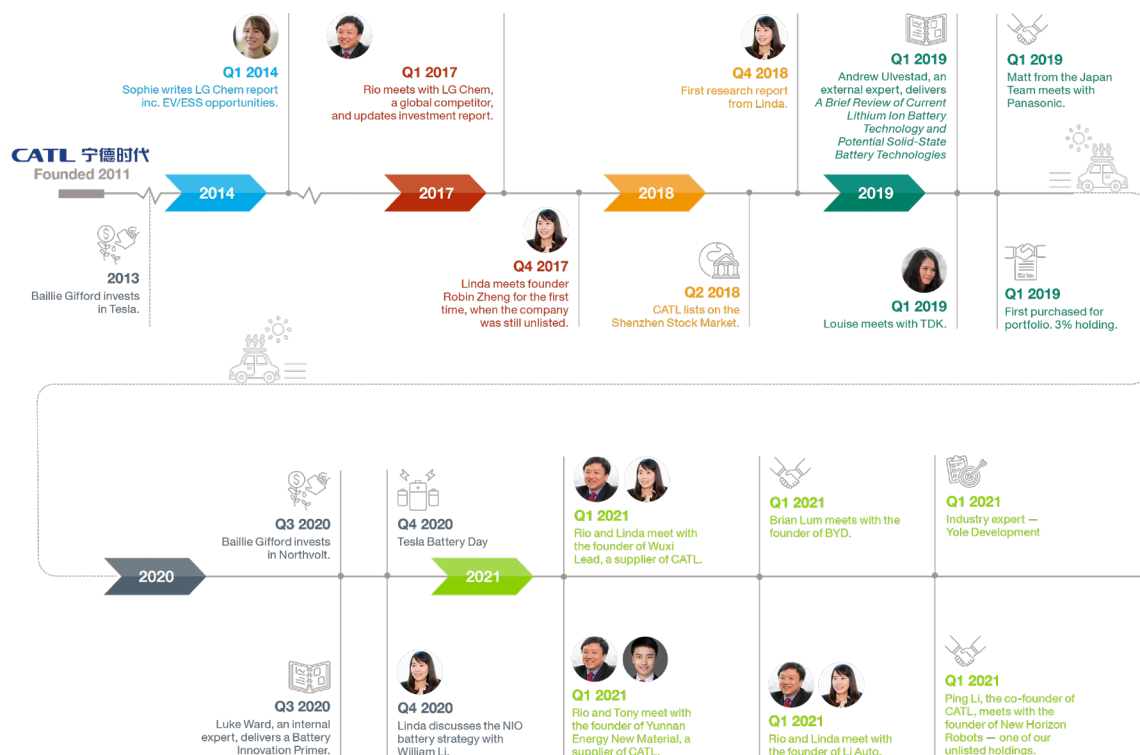 Q1 2014
Sophie writes LG Chem report
inc. EV/ESS opportunities.
Q1 2017
Rio meets with LG Chem,
a global competitor,
and updates investment report.
Q4 2018
First research report
from Linda.
Q1 2019
Andrew Ulvestad, an
external expert, delivers
A Brief Review of Current
Lithium Ion Battery
Technology and
Potential Solid-State
Battery Technologies
Q1 2019
Matt from the Japan
Team meets with
Panasonic.
CATL 宁德时代
Founded 2011
2014
2017
2018
2019
2013
Baillie Gifford invests
in Tesla.
Q4 2017
Linda meets founder
Robin Zheng for the first
time, when the company
was still unlisted.
Q2 2018
CATL lists on the
Shenzhen Stock Market.
Q1 2019
Louise meets with TDK.
Q1 2019
First purchased for
portfolio. 3% holding.
Q3 2020
Baillie Gifford invests
in Northvolt.
Q4 2020
Tesla Battery Day
Q1 2021
Rio and Linda meet with
the founder of Wuxi
Lead, a supplier of CATL.
Q1 2021
Brian Lum meets with the
founder of BYD.
Q1 2021
Industry expert —
Yole Development
2020
2021
Q3 2020
Luke Ward, an internal
expert, delivers a Battery
Innovation Primer.
Q4 2020
Linda discusses the NIO
battery strategy with
William Li.
Q1 2021
Rio and Tony meet with
the founder of Yunnan
Energy New Material, a
supplier of CATL.
Q1 2021
Rio and Linda meet with
the founder of Li Auto.
Q1 2021
Ping Li, the co-founder of
CATL, meets with the
founder of New Horizon
Robots — one of our
unlisted holdings.